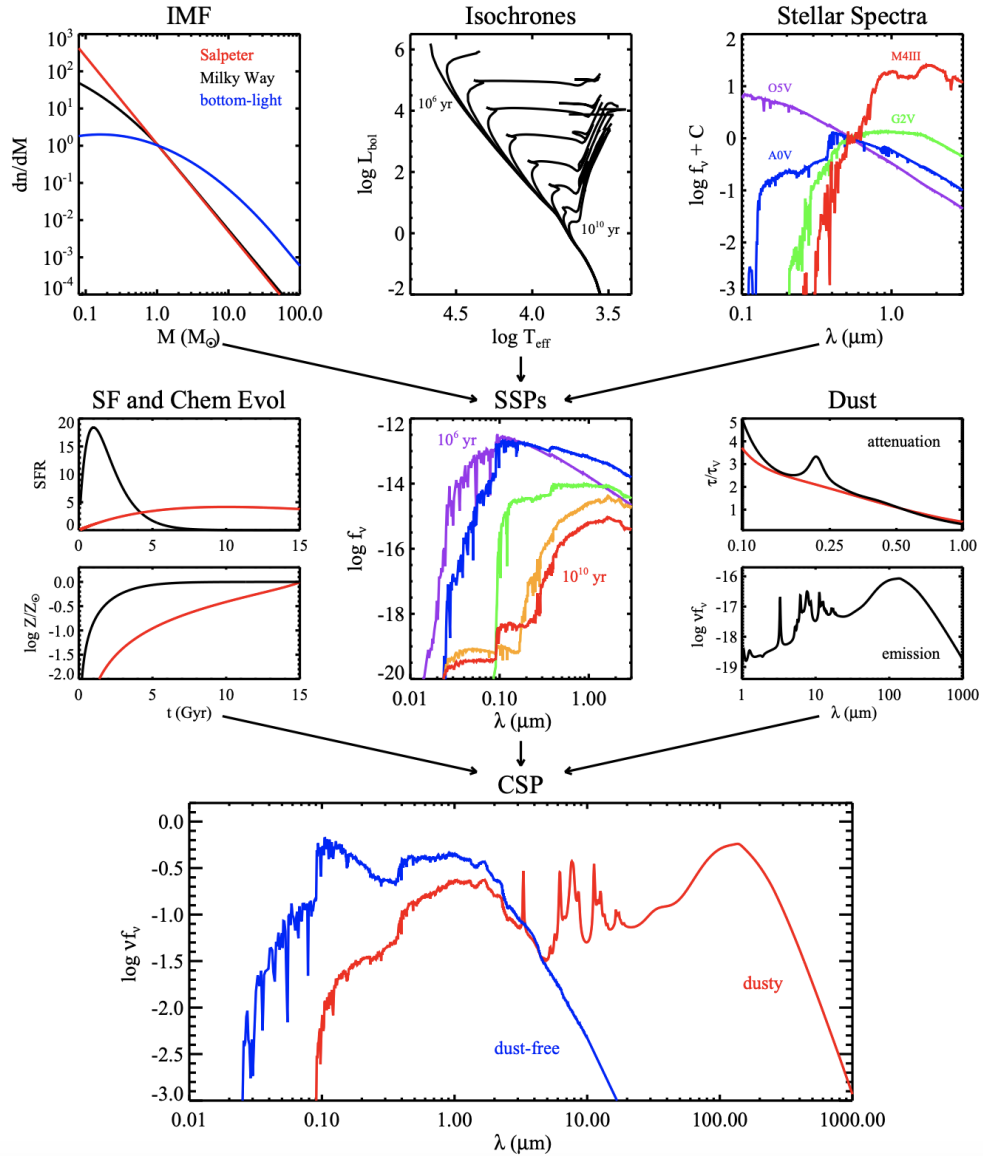 IMF
Isochrones
Stellar Spectra
10³
10²
10¹
10⁰
10⁻¹
10⁻²
10⁻³
10⁻⁴
dn/dM
Salpeter
Milky Way
bottom-light
0.1 1.0 10.0 100.0
M (M☉)
6
4
2
0
-2
log L_bol
10⁶ yr
10¹⁰ yr
4.5 4.0 3.5
log T_eff
2
1
0
-1
-2
-3
log f_ν + C
M4III
O5V
G2V
A0V
0.1 1.0
λ (μm)
SF and Chem Evol
SSPs
Dust
20
15
10
5
0
SFR
0 5 10 15
0.0
-0.5
-1.0
-1.5
-2.0
log Z/Z☉
0 5 10 15
t (Gyr)
-12
-14
-16
-18
-20
log f_ν
10⁶ yr
10¹⁰ yr
0.01 0.10 1.00
λ (μm)
5
4
3
2
1
τ/τ_V
attenuation
0.10 0.25 0.50 1.00
-16
-17
-18
-19
log νf_ν
emission
1 10 100 1000
λ (μm)
CSP
0.0
-0.5
-1.0
-1.5
-2.0
-2.5
-3.0
log νf_ν
dusty
dust-free
0.01 0.10 1.00 10.00 100.00 1000.00
λ (μm)